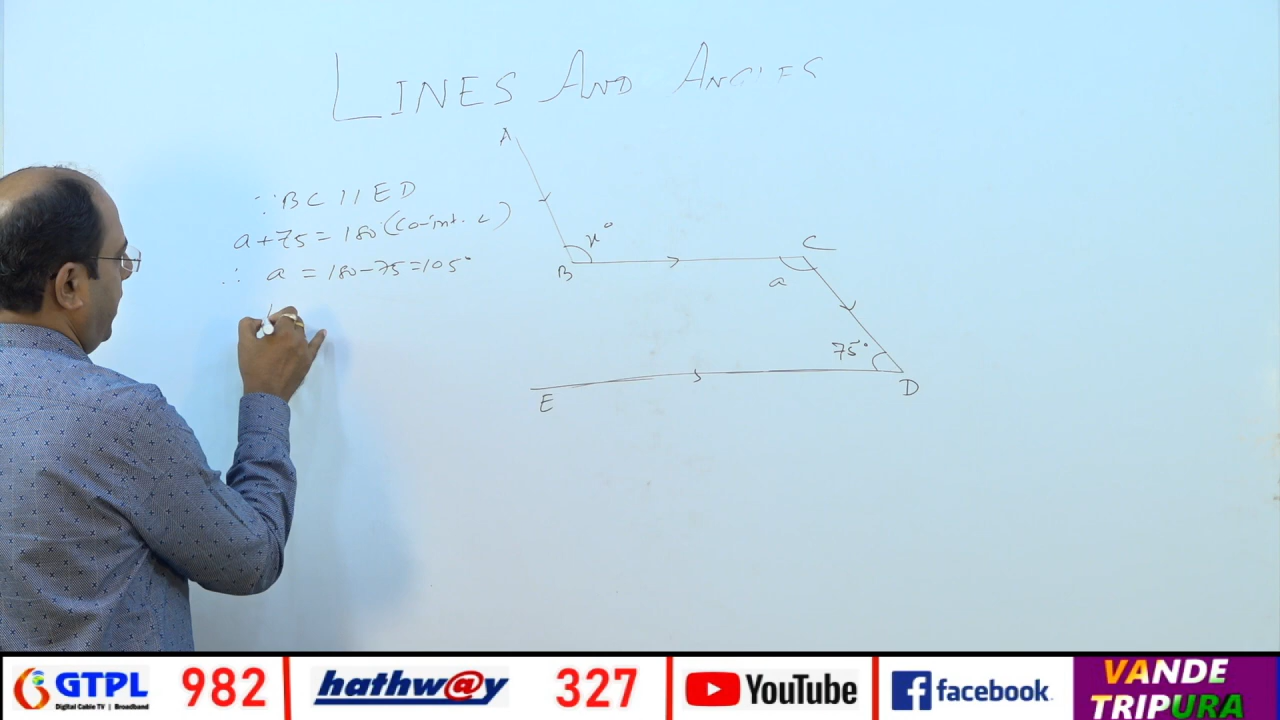 LINES AND ANGLES
A
∵ BC || ED
a + 75 = 180° (Co-int. ∠)
∴ a = 180 - 75 = 105°
x°
B
C
a
75°
E
D
GTPL
Digital Cable TV | Broadband
982
hathw@y
327
YouTube
facebook
VANDE
TRIPURA